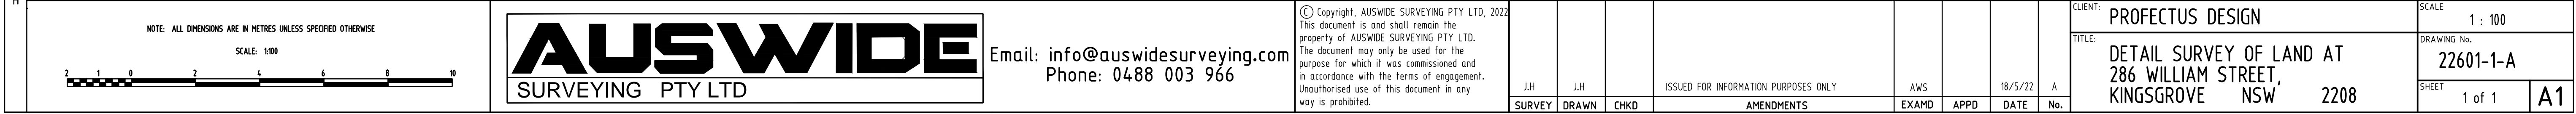 H
NOTE: ALL DIMENSIONS ARE IN METRES UNLESS SPECIFIED OTHERWISE
SCALE: 1:100
2 1 0 2 4 6 8 10
AUSWIDE
SURVEYING PTY LTD
Email: info@auswidesurveying.com
Phone: 0488 003 966
© Copyright, AUSWIDE SURVEYING PTY LTD, 2022
This document is and shall remain the
property of AUSWIDE SURVEYING PTY LTD.
The document may only be used for the
purpose for which it was commissioned and
in accordance with the terms of engagement.
Unauthorised use of this document in any
way is prohibited.
J.H J.H ISSUED FOR INFORMATION PURPOSES ONLY AWS 18/5/22 A
SURVEY DRAWN CHKD AMENDMENTS EXAMD APPD DATE No.
CLIENT: PROFECTUS DESIGN
TITLE: DETAIL SURVEY OF LAND AT
286 WILLIAM STREET,
KINGSGROVE NSW 2208
SCALE
1 : 100
DRAWING No.
22601-1-A
SHEET
1 of 1
A1